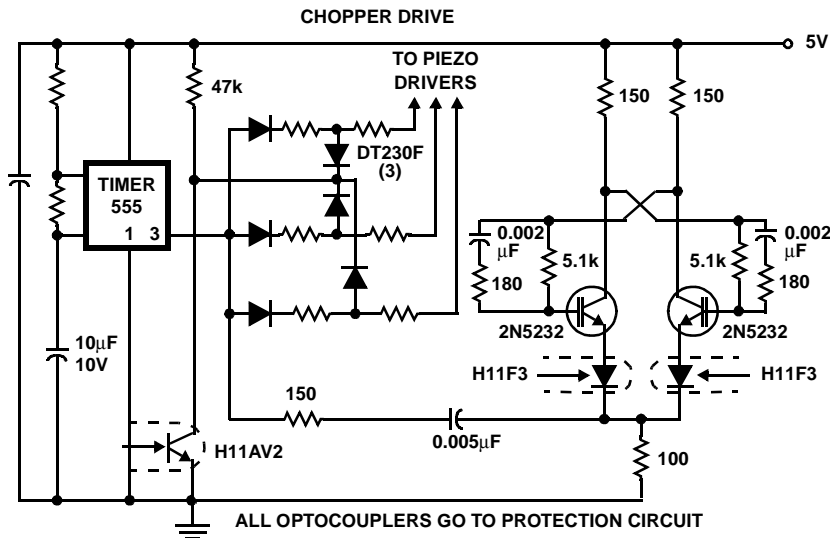 CHOPPER DRIVE
5V
47k
TO PIEZO
DRIVERS
150
150
DT230F
(3)
TIMER
555
1 3
0.002
μF
180
5.1k
5.1k
0.002
μF
180
2N5232
2N5232
H11F3
H11F3
10μF
10V
150
0.005μF
100
H11AV2
ALL OPTOCOUPLERS GO TO PROTECTION CIRCUIT